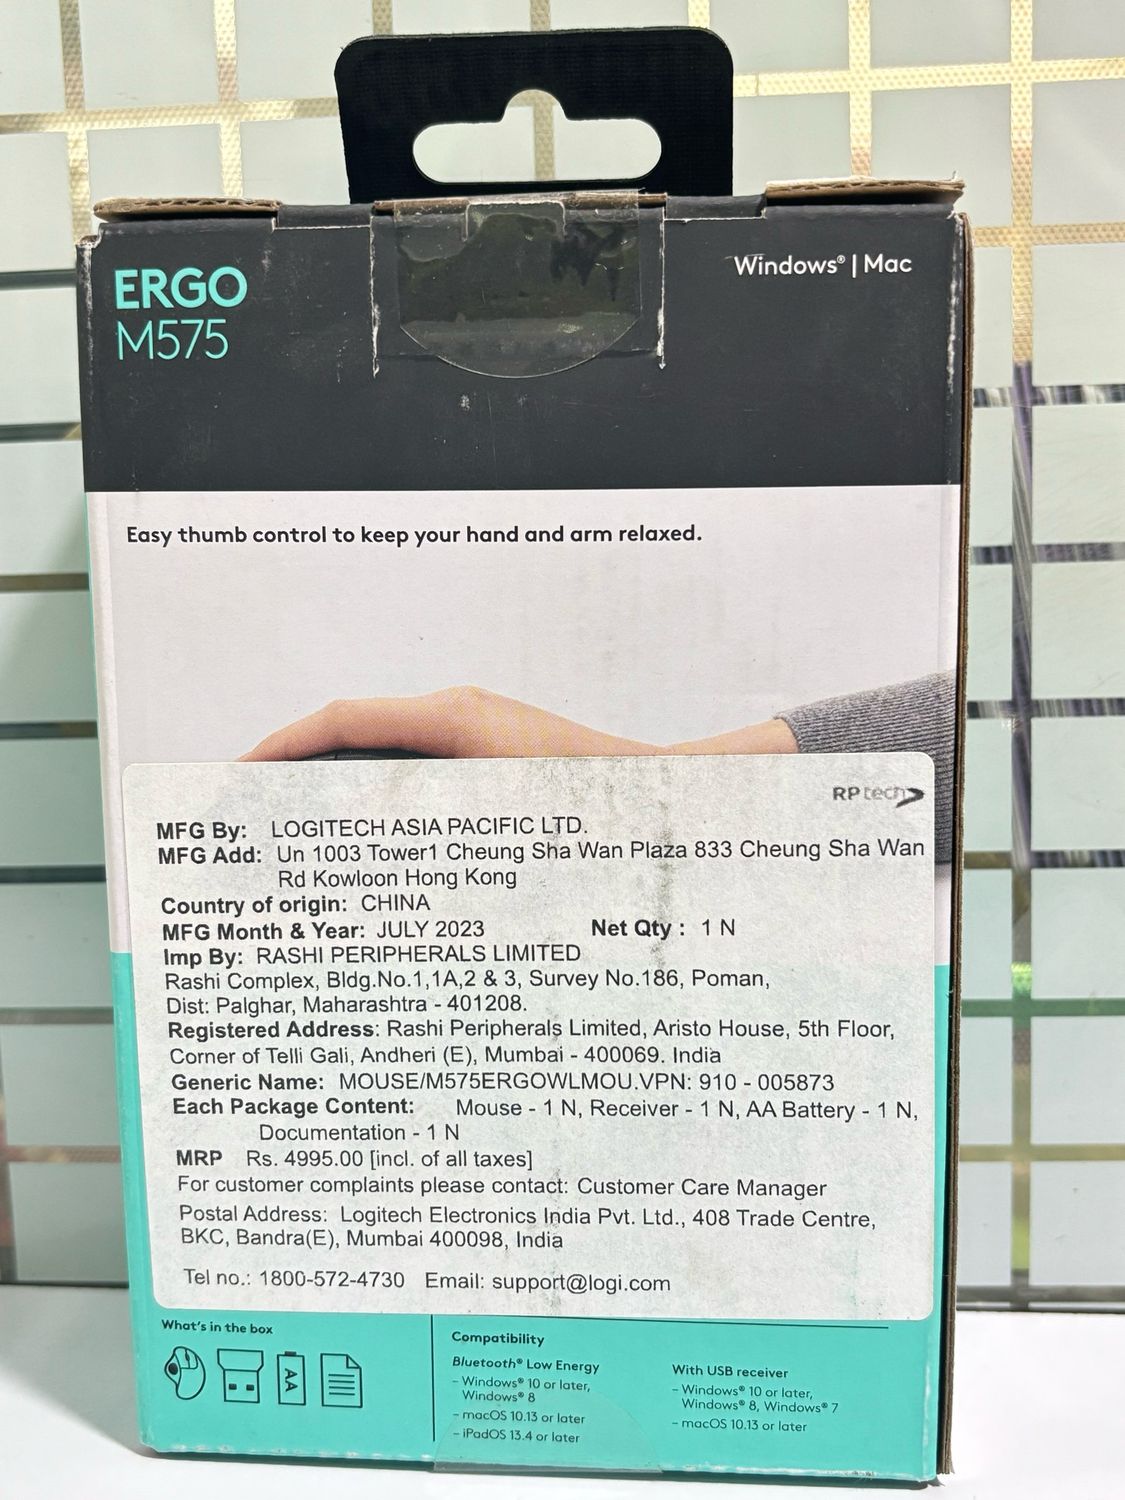 ERGO
M575
Windows® | Mac
Easy thumb control to keep your hand and arm relaxed.
RP tech
MFG By: LOGITECH ASIA PACIFIC LTD.
MFG Add: Un 1003 Tower1 Cheung Sha Wan Plaza 833 Cheung Sha Wan
Rd Kowloon Hong Kong
Country of origin: CHINA
MFG Month & Year: JULY 2023 Net Qty : 1 N
Imp By: RASHI PERIPHERALS LIMITED
Rashi Complex, Bldg.No.1,1A,2 & 3, Survey No.186, Poman,
Dist: Palghar, Maharashtra - 401208.
Registered Address: Rashi Peripherals Limited, Aristo House, 5th Floor,
Corner of Telli Gali, Andheri (E), Mumbai - 400069. India
Generic Name: MOUSE/M575ERGOWLMOU.VPN: 910 - 005873
Each Package Content: Mouse - 1 N, Receiver - 1 N, AA Battery - 1 N,
Documentation - 1 N
MRP Rs. 4995.00 [incl. of all taxes]
For customer complaints please contact: Customer Care Manager
Postal Address: Logitech Electronics India Pvt. Ltd., 408 Trade Centre,
BKC, Bandra(E), Mumbai 400098, India
Tel no.: 1800-572-4730 Email: support@logi.com
What's in the box
AA
Compatibility
Bluetooth® Low Energy
– Windows® 10 or later,
Windows® 8
– macOS 10.13 or later
– iPadOS 13.4 or later
With USB receiver
– Windows® 10 or later,
Windows® 8, Windows® 7
– macOS 10.13 or later